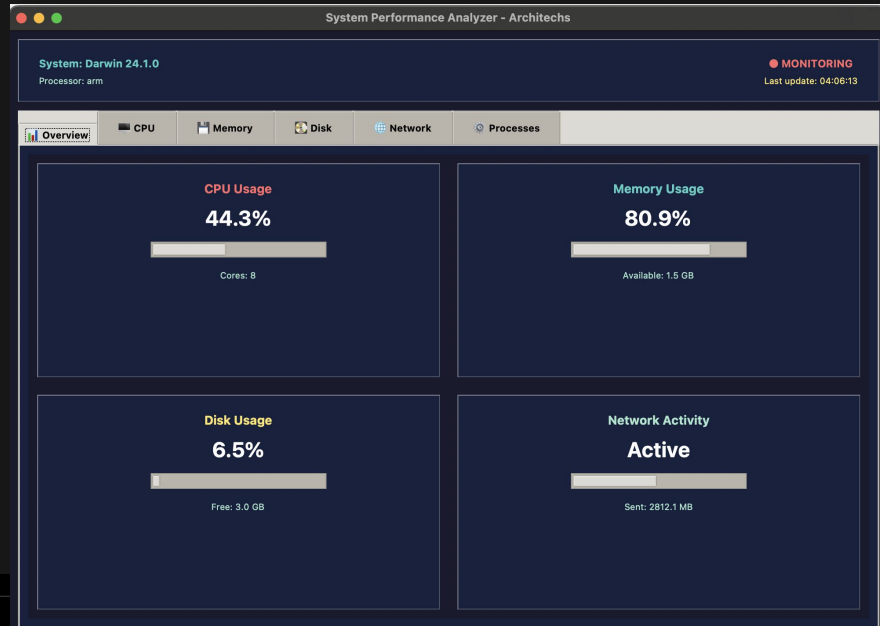 System Performance Analyzer - Architechs
System: Darwin 24.1.0
Processor: arm
MONITORING
Last update: 04:06:13
Overview
CPU
Memory
Disk
Network
Processes
CPU Usage
44.3%
Cores: 8
Memory Usage
80.9%
Available: 1.5 GB
Disk Usage
6.5%
Free: 3.0 GB
Network Activity
Active
Sent: 2812.1 MB